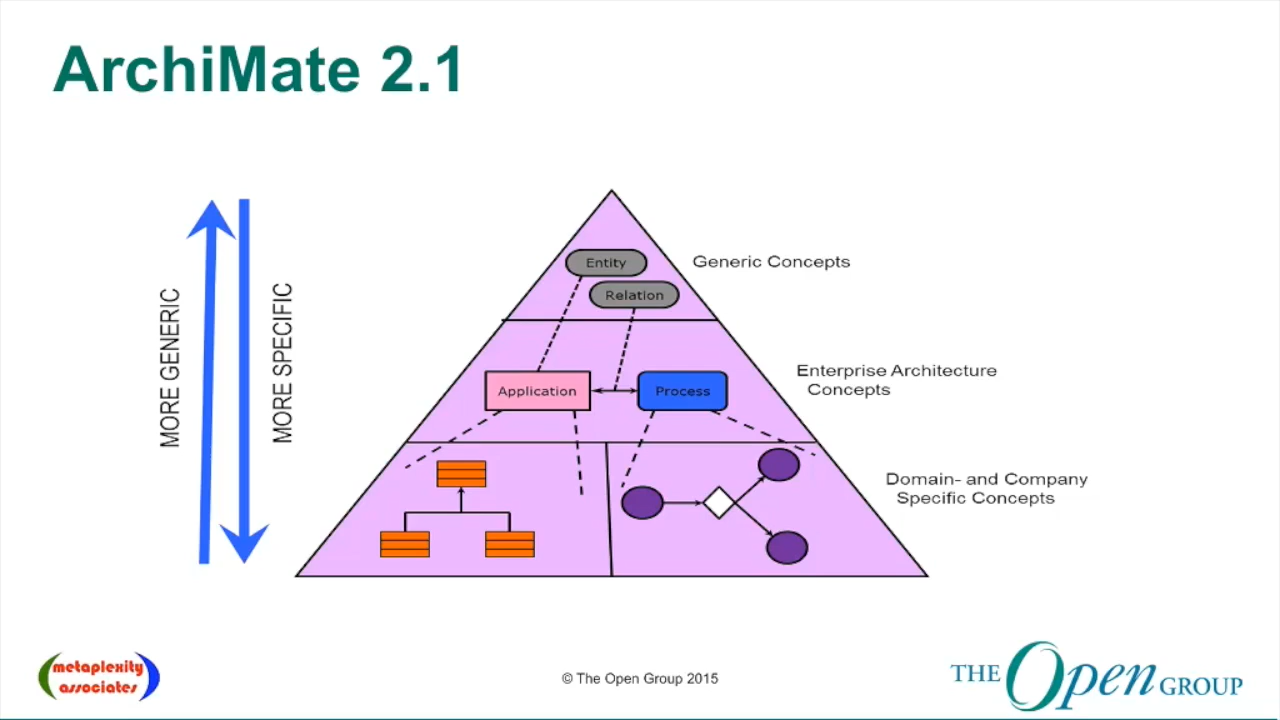 ArchiMate 2.1
MORE GENERIC
MORE SPECIFIC
Entity
Relation
Generic Concepts
Application
Process
Enterprise Architecture
Concepts
Domain- and Company
Specific Concepts
metaplexity
associates
© The Open Group 2015
THE Open GROUP